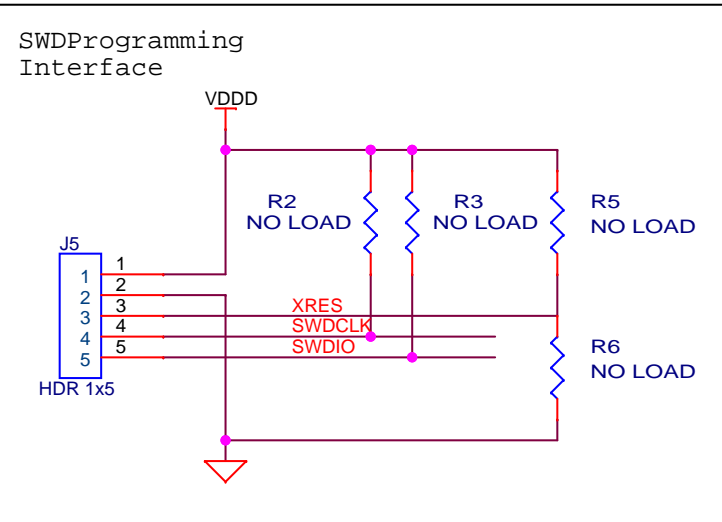 SWDProgramming
Interface
VDDD
R2
NO LOAD
R3
NO LOAD
R5
NO LOAD
J5
1
2
3
4
5
1
2
3
4
5
XRES
SWDCLK
SWDIO
R6
NO LOAD
HDR 1x5